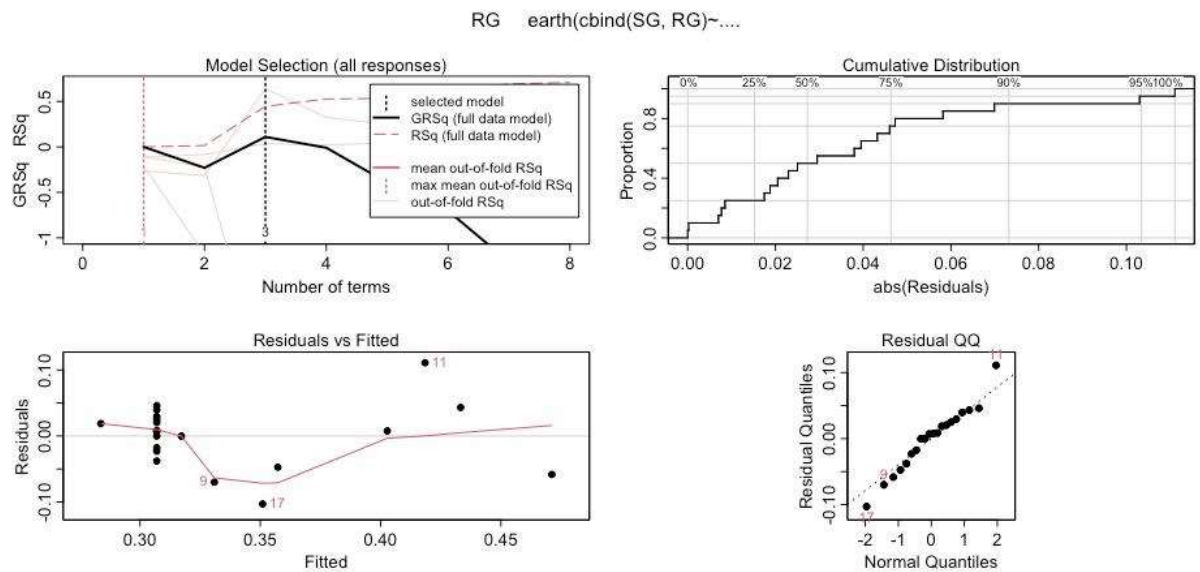 RG earth(cbind(SG, RG)~....
Model Selection (all responses)
GRSq RSq
0.5
0
-0.5
-1
selected model
GRSq (full data model)
RSq (full data model)
mean out-of-fold RSq
max mean out-of-fold RSq
out-of-fold RSq
1
3
0 2 4 6 8
Number of terms
Cumulative Distribution
0% 25% 50% 75% 90% 95%100%
Proportion
0.8
0.4
0.0
0.00 0.02 0.04 0.06 0.08 0.10
abs(Residuals)
Residuals vs Fitted
Residuals
0.10
0.00
-0.10
11
9
17
0.30 0.35 0.40 0.45
Fitted
Residual QQ
Residual Quantiles
0.10
0.00
-0.10
11
9
17
-2 -1 0 1 2
Normal Quantiles